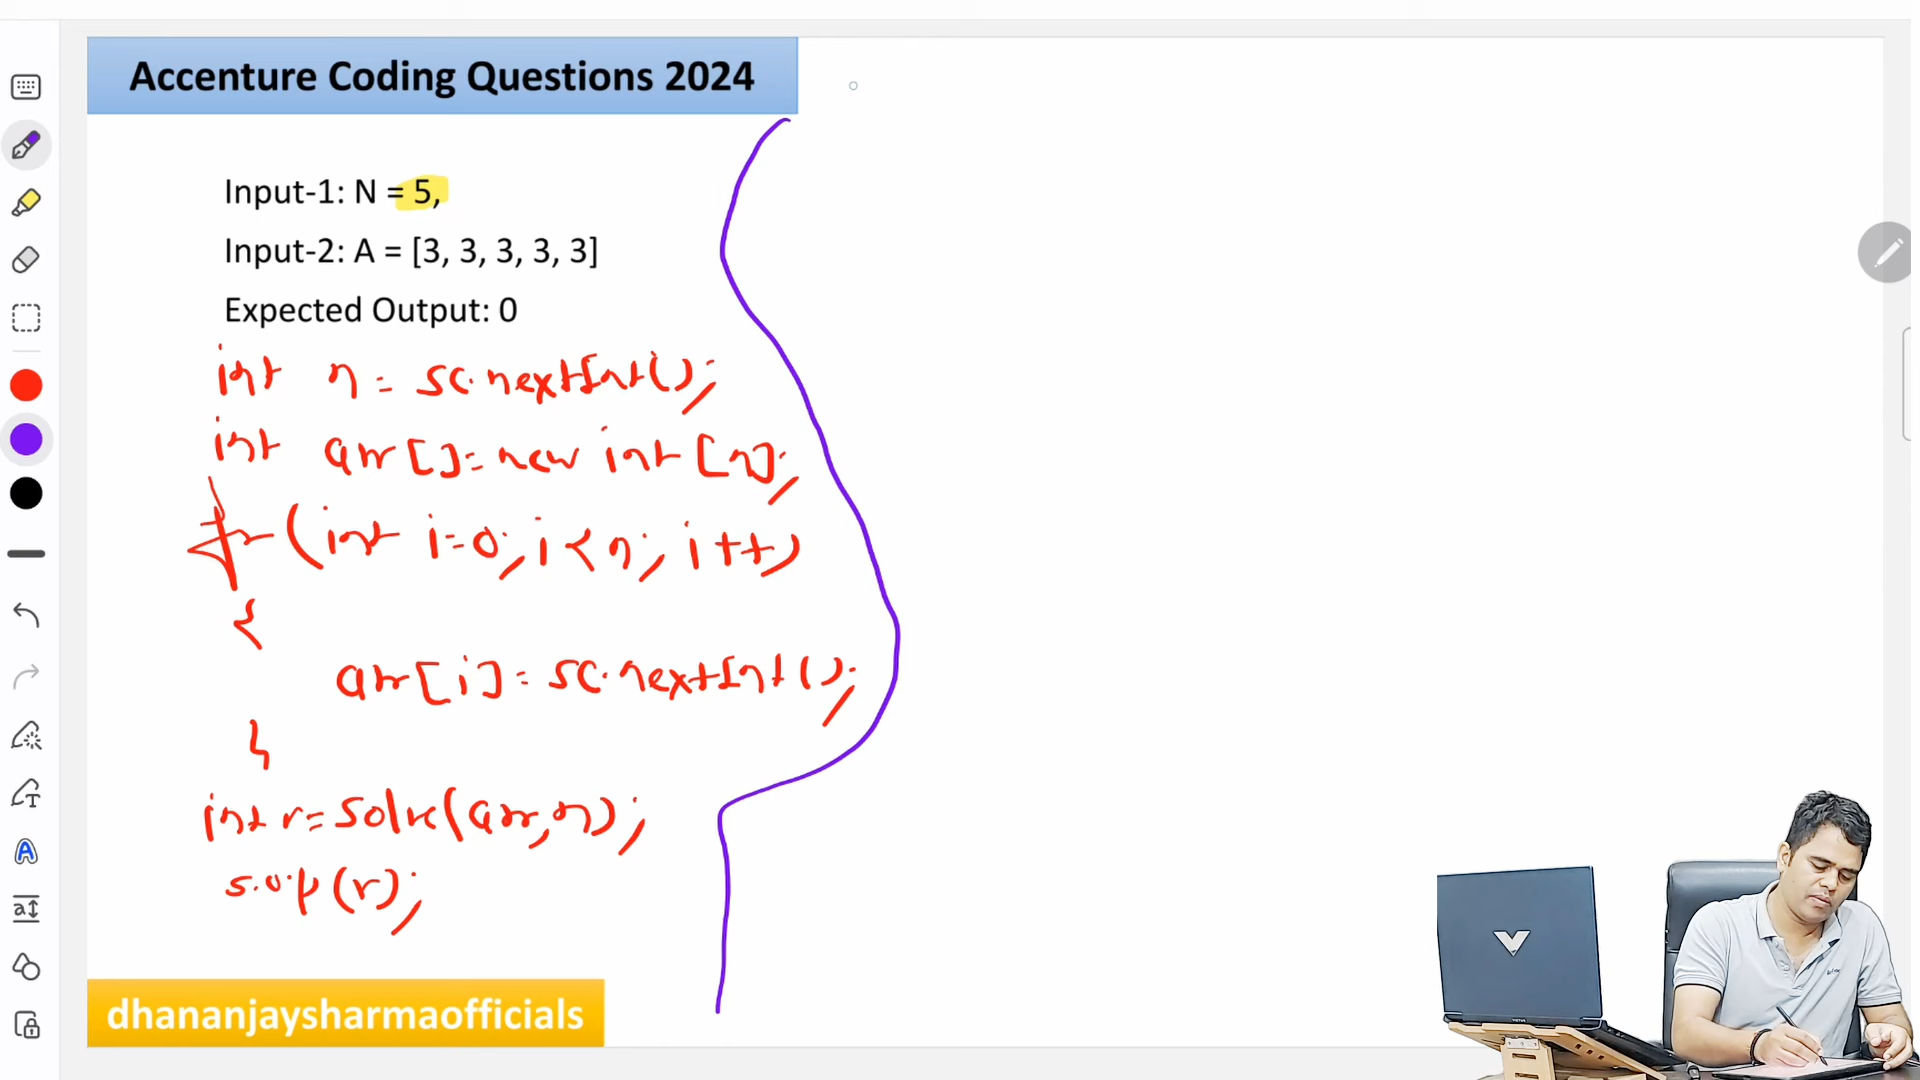 Accenture Coding Questions 2024
Input-1: N = 5,
Input-2: A = [3, 3, 3, 3, 3]
Expected Output: 0
int n = sc.nextInt();
int arr[]=new int[n];
for(int i=0;i<n;i++)
{
arr[i]=sc.nextInt();
}
int r=solve(arr,n);
s.o.p(r);
dhananjaysharmaofficials